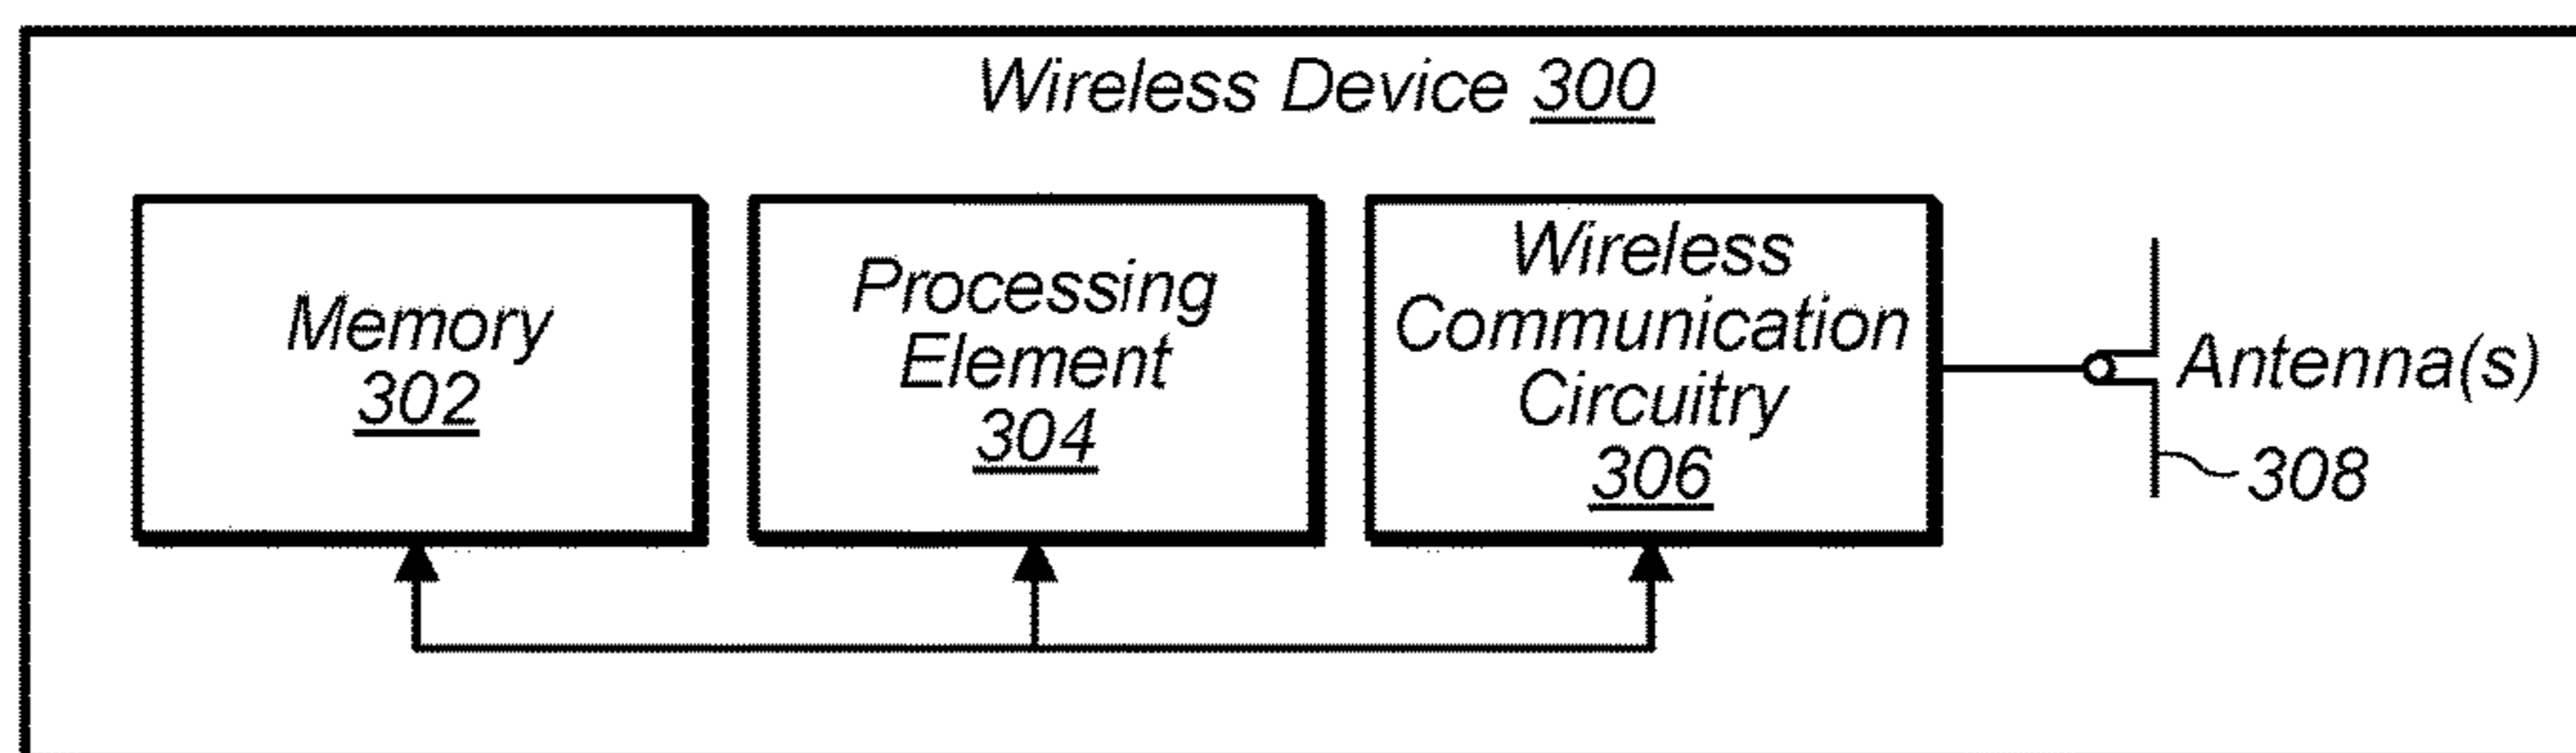 Wireless Device 300
Memory
302
Processing
Element
304
Wireless
Communication
Circuitry
306
Antenna(s)
308